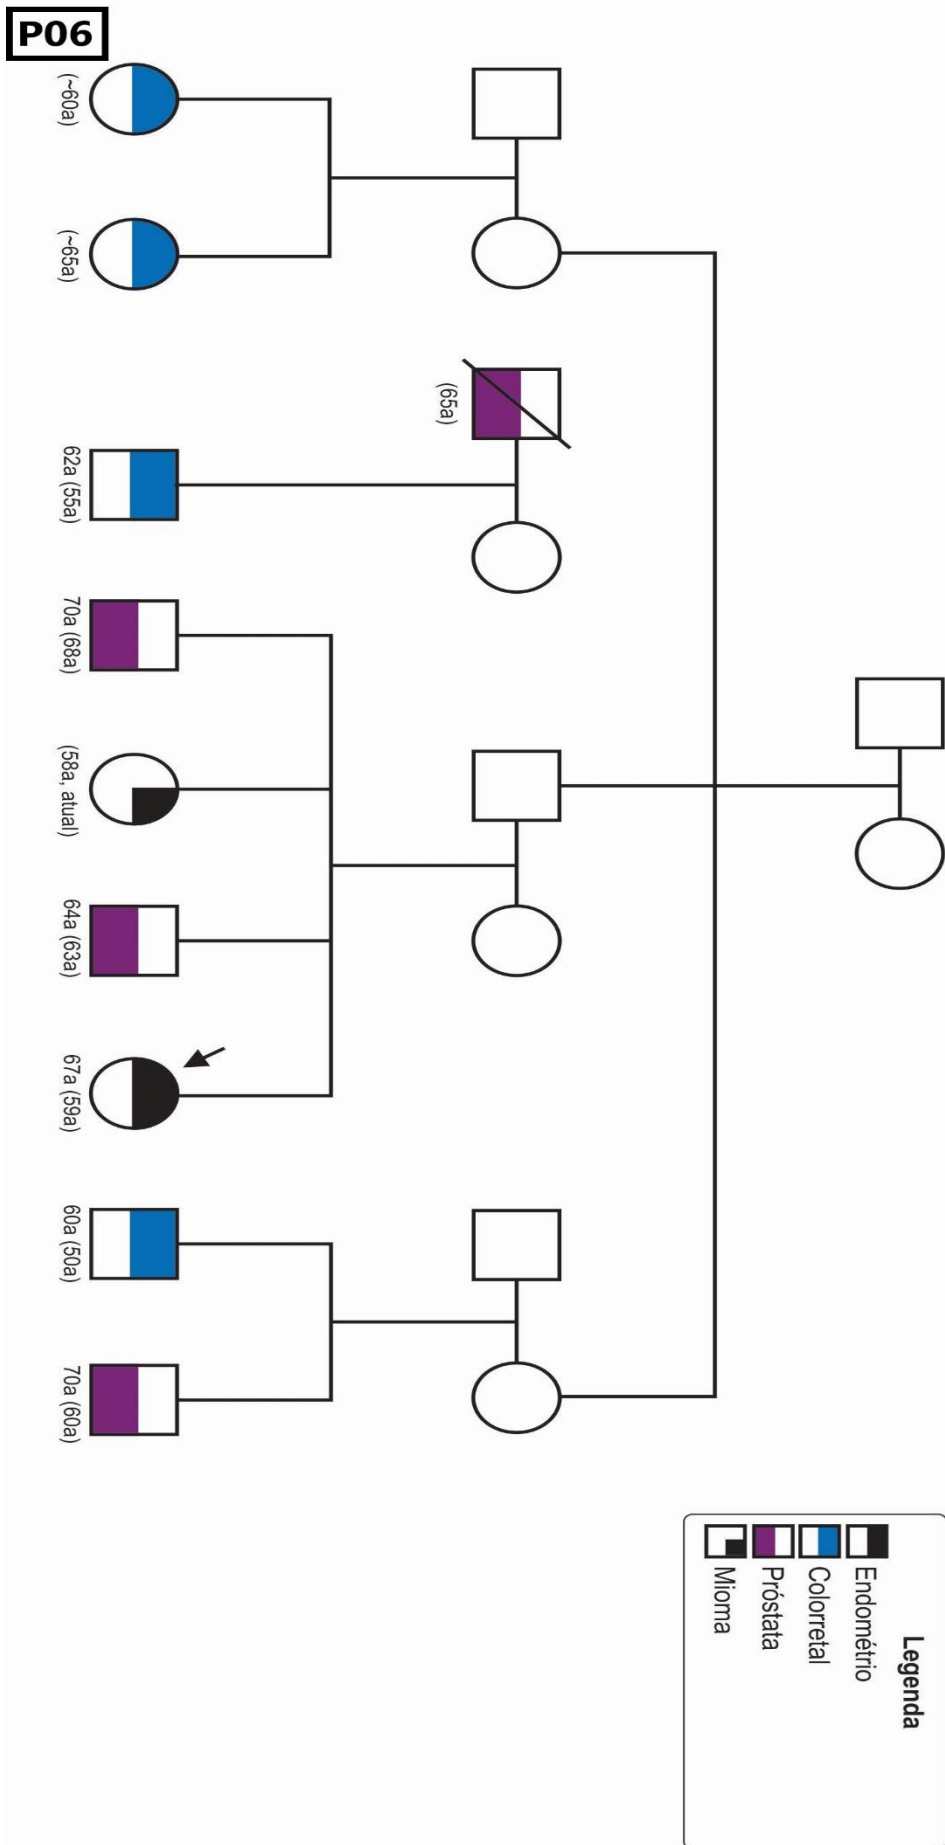 P06
Legenda
Endométrio
Colorretal
Próstata
Mioma
(65a)
(~60a)
(~65a)
62a (55a)
70a (68a)
(58a, atual)
64a (63a)
67a (59a)
60a (50a)
70a (60a)